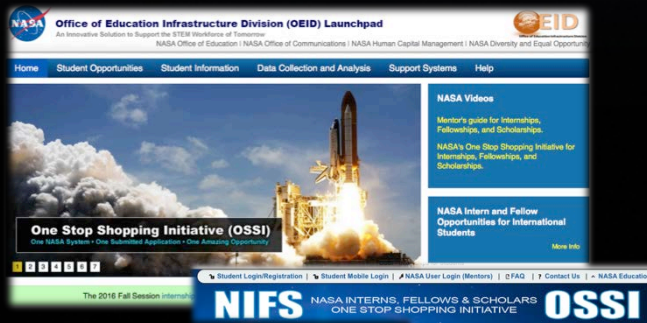 NASA
Office of Education Infrastructure Division (OEID) Launchpad
An Innovative Solution to Support the STEM Workforce of Tomorrow
OEID
Office of Education Infrastructure Division
NASA Office of Education I NASA Office of Communications I NASA Human Capital Management I NASA Diversity and Equal Opportunity
Home Student Opportunities Student Information Data Collection and Analysis Support Systems Help
NASA Videos
Mentor's guide for Internships,
Fellowships, and Scholarships.
NASA's One Stop Shopping Initiative for
Internships, Fellowships, and
Scholarships.
One Stop Shopping Initiative (OSSI)
One NASA System • One Submitted Application • One Amazing Opportunity
1 2 3 4 5 6 7
NASA Intern and Fellow
Opportunities for International
Students
More Info
The 2016 Fall Session internship
Student Login/Registration | Student Mobile Login | NASA User Login (Mentors) | FAQ | ? Contact Us | NASA Educatio
NIFS NASA INTERNS, FELLOWS & SCHOLARS
ONE STOP SHOPPING INITIATIVE OSSI